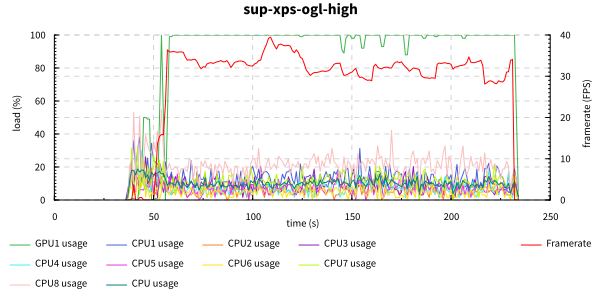 sup-xps-ogl-high
100
80
60
40
20
0
load (%)
40
30
20
10
0
framerate (FPS)
0 50 100 150 200 250
time (s)
GPU1 usage CPU1 usage CPU2 usage CPU3 usage Framerate
CPU4 usage CPU5 usage CPU6 usage CPU7 usage
CPU8 usage CPU usage